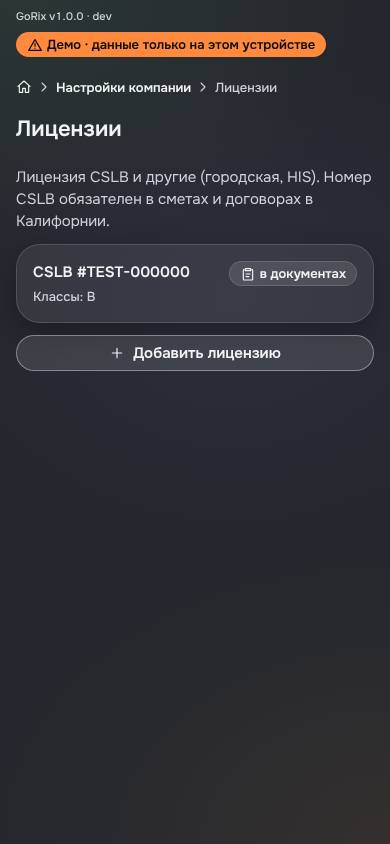 GoRix v1.0.0 · dev
Демо · данные только на этом устройстве
Настройки компании > Лицензии
Лицензии
Лицензия CSLB и другие (городская, HIS). Номер
CSLB обязателен в сметах и договорах в
Калифорнии.
CSLB #TEST-000000
в документах
Классы: B
+ Добавить лицензию